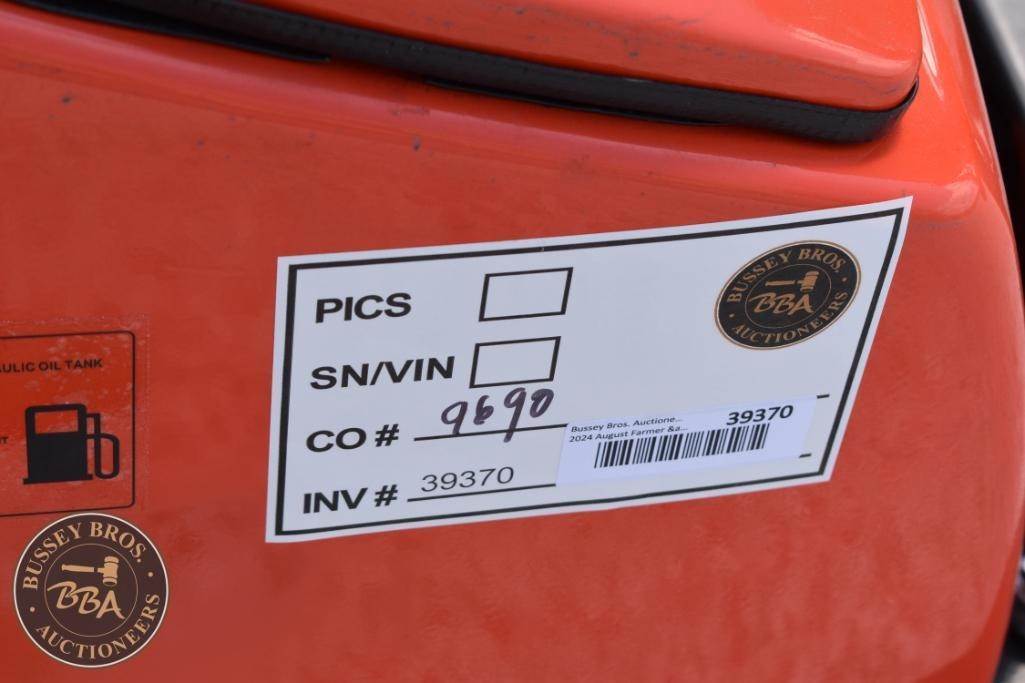 PICS
SN/VIN
CO # 9690
INV # 39370
BUSSEY BROS.
BBA
AUCTIONEERS
Bussey Bros. Auctione... 39370
2024 August Farmer &a...
ULIC OIL TANK
BUSSEY BROS.
BBA
AUCTIONEERS